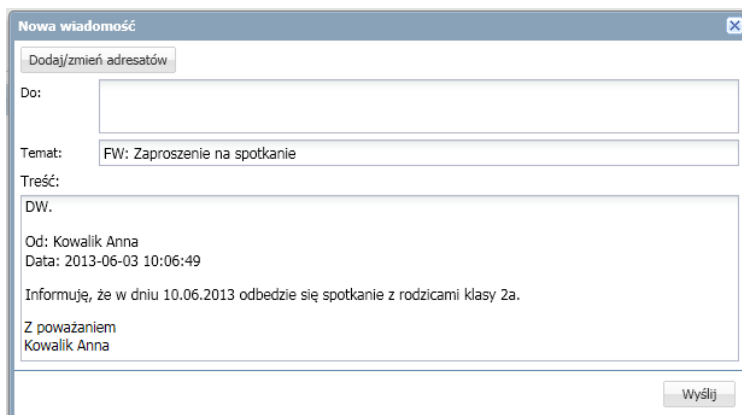 Nowa wiadomość
Dodaj/zmień adresatów
Do:
Temat: FW: Zaproszenie na spotkanie
Treść:
DW.
Od: Kowalik Anna
Data: 2013-06-03 10:06:49
Informuję, że w dniu 10.06.2013 odbedzie się spotkanie z rodzicami klasy 2a.
Z poważaniem
Kowalik Anna
Wyślij